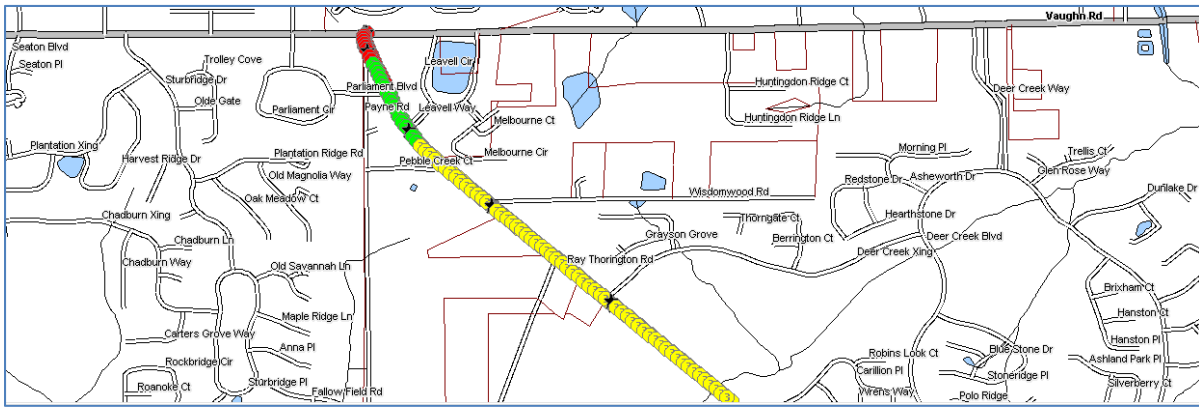 Vaughn Rd
Seaton Blvd
Seaton Pl
Trolley Cove
Sturbridge Dr
Olde Gate
Parliament Cir
Parliament Blvd
Payne Rd
Leavell Cir
Leavell Way
Melbourne Ct
Melbourne Cir
Huntingdon Ridge Ct
Huntingdon Ridge Ln
Deer Creek Way
Plantation Xing
Harvest Ridge Dr
Plantation Ridge Rd
Old Magnolia Way
Oak Meadow Ct
Pebble Creek Ct
Morning Pl
Trellis Ct
Glen Rose Way
Redstone Dr
Asheworth Dr
Dunlake Dr
Wisdomwood Rd
Chadburn Xing
Thorngate Ct
Hearthstone Dr
Chadburn Ln
Grayson Grove
Berrington Ct
Deer Creek Blvd
Deer Creek Xing
Chadburn Way
Old Savannah Ln
Ray Thorington Rd
Brixham Ct
Hanston Ct
Maple Ridge Ln
Carters Grove Way
Hanston Pl
Anna Pl
Rockbridge Cir
Robins Look Ct
Blue Stone Dr
Ashland Park Pl
Carillion Pl
Stoneridge Pl
Sturbridge Pl
Roanoke Ct
Fallow Field Rd
Wrens Way
Polo Ridge
Silverberry Ct